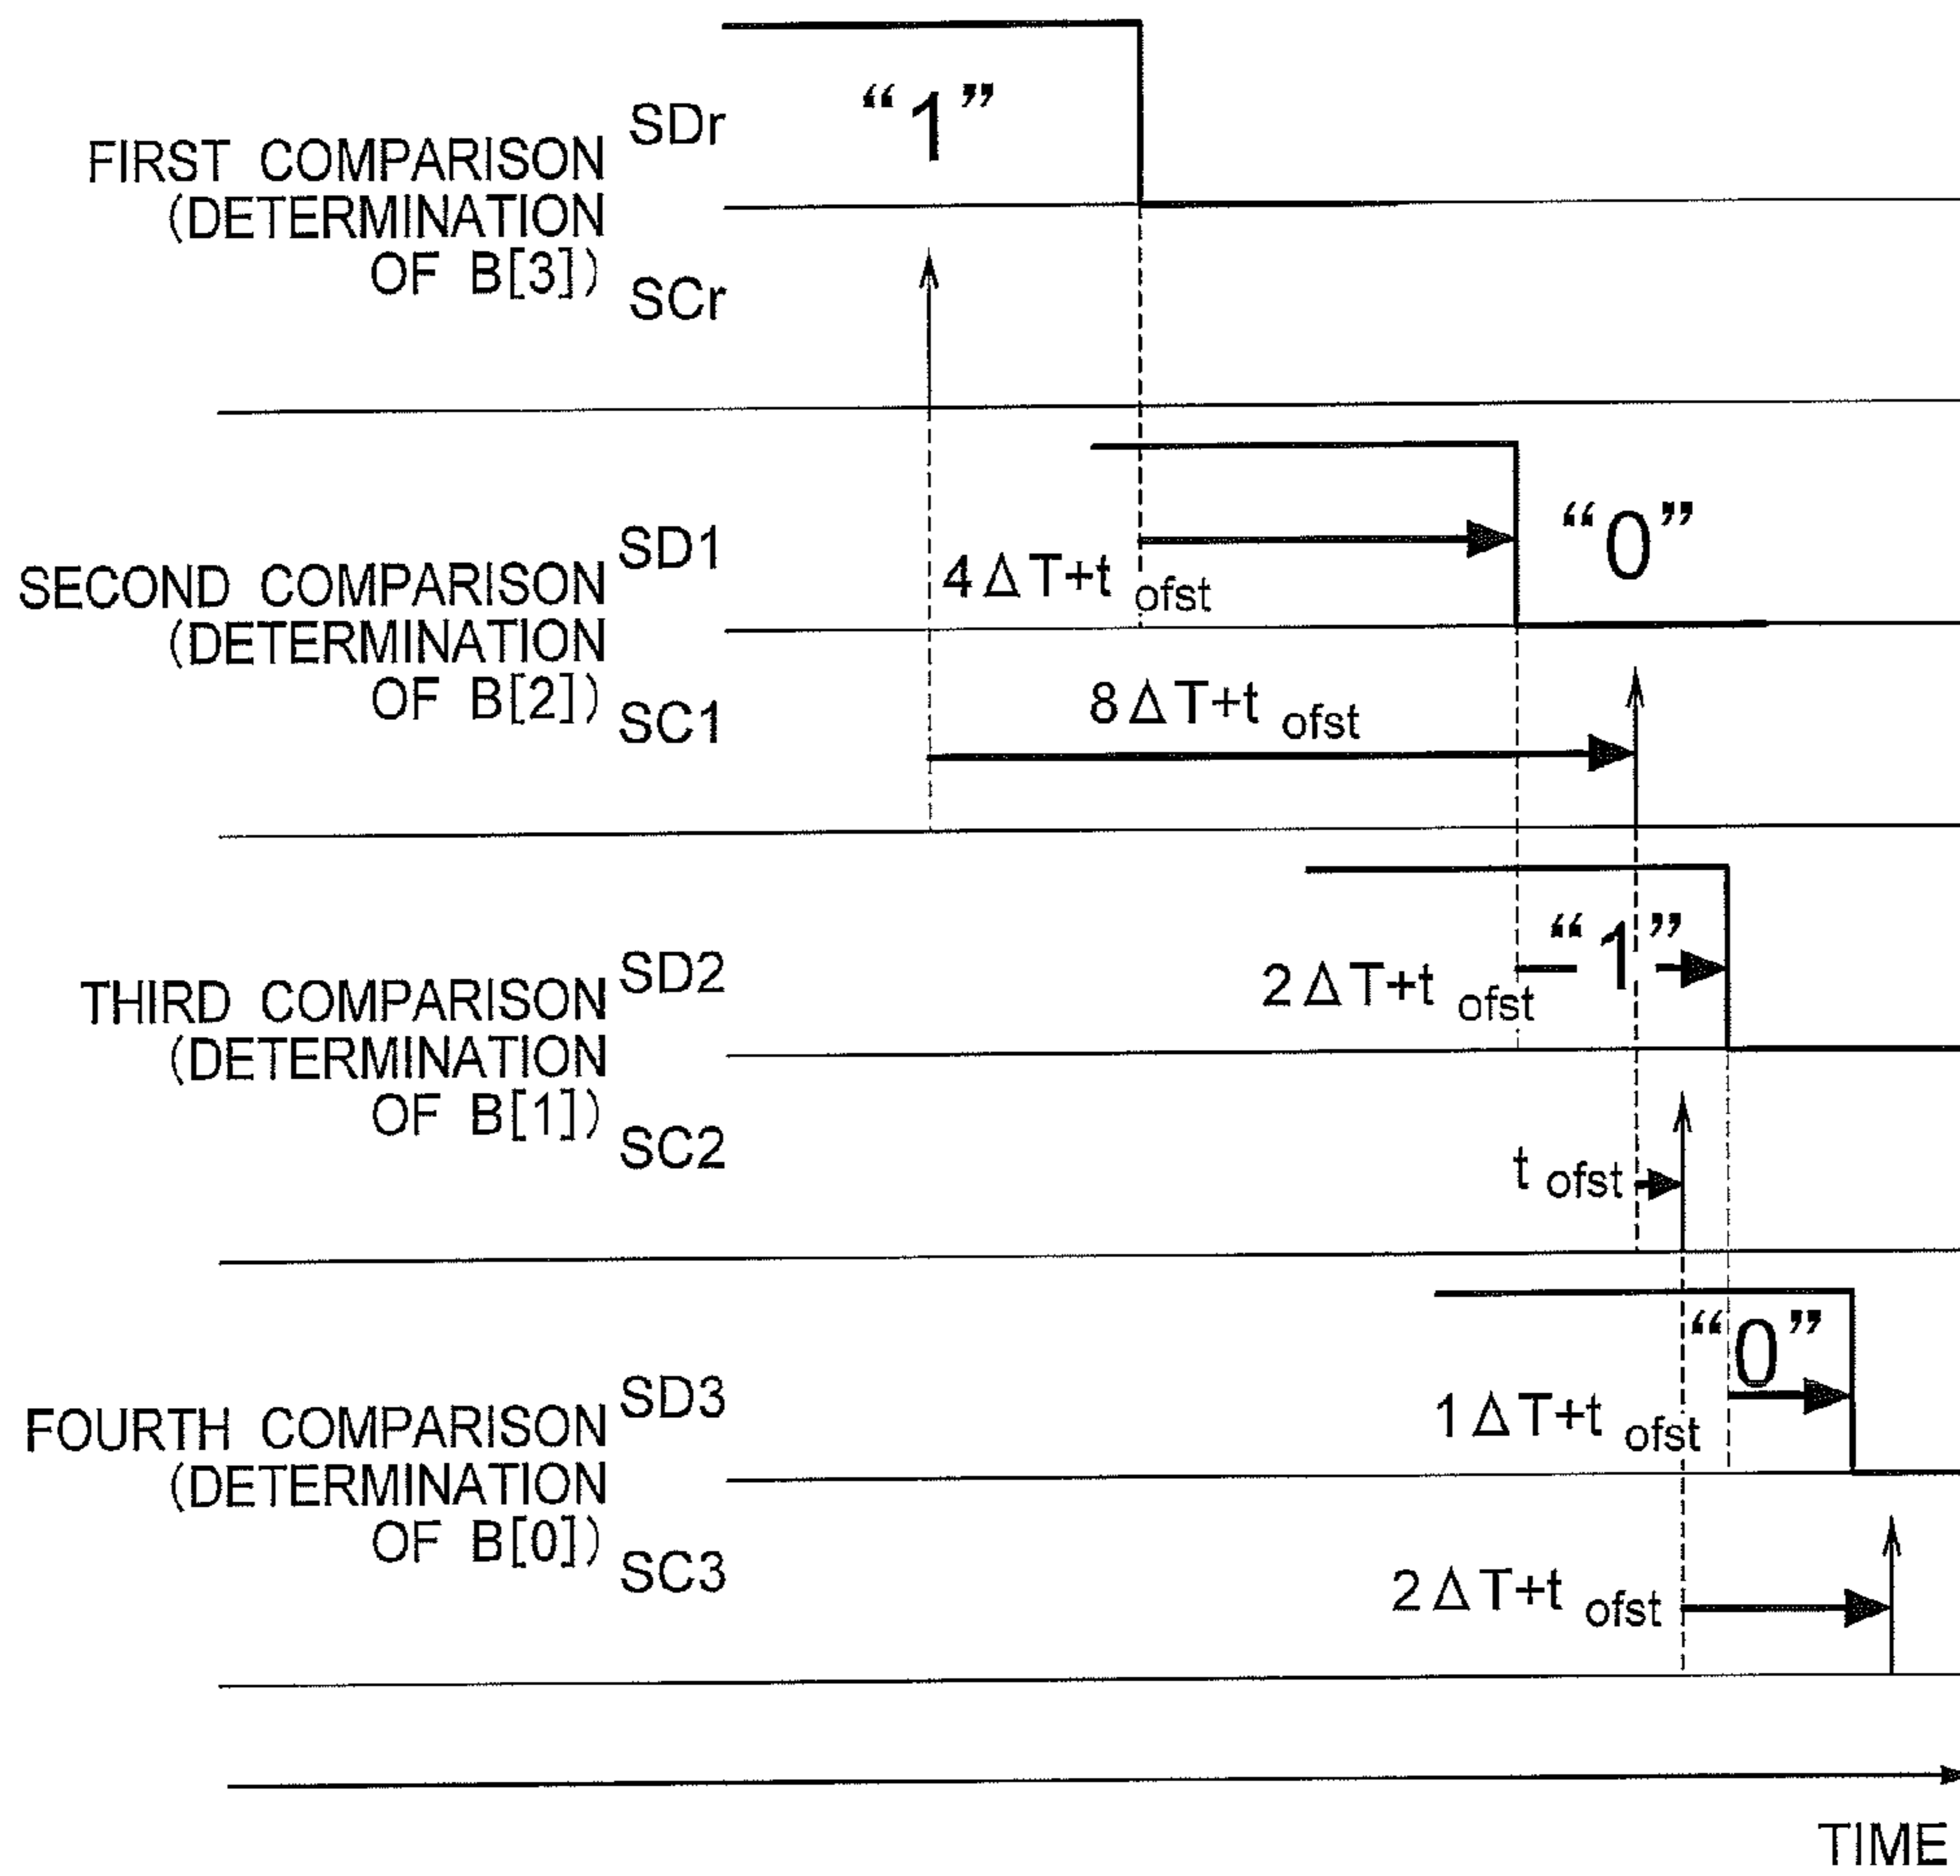 SDr
“1”
FIRST COMPARISON
(DETERMINATION
OF B[3])
SCr
SD1
“0”
4ΔT+t ofst
SECOND COMPARISON
(DETERMINATION
OF B[2])
SC1
8ΔT+t ofst
SD2
“1”
2ΔT+t ofst
THIRD COMPARISON
(DETERMINATION
OF B[1])
SC2
t ofst
SD3
“0”
1ΔT+t ofst
FOURTH COMPARISON
(DETERMINATION
OF B[0])
SC3
2ΔT+t ofst
TIME